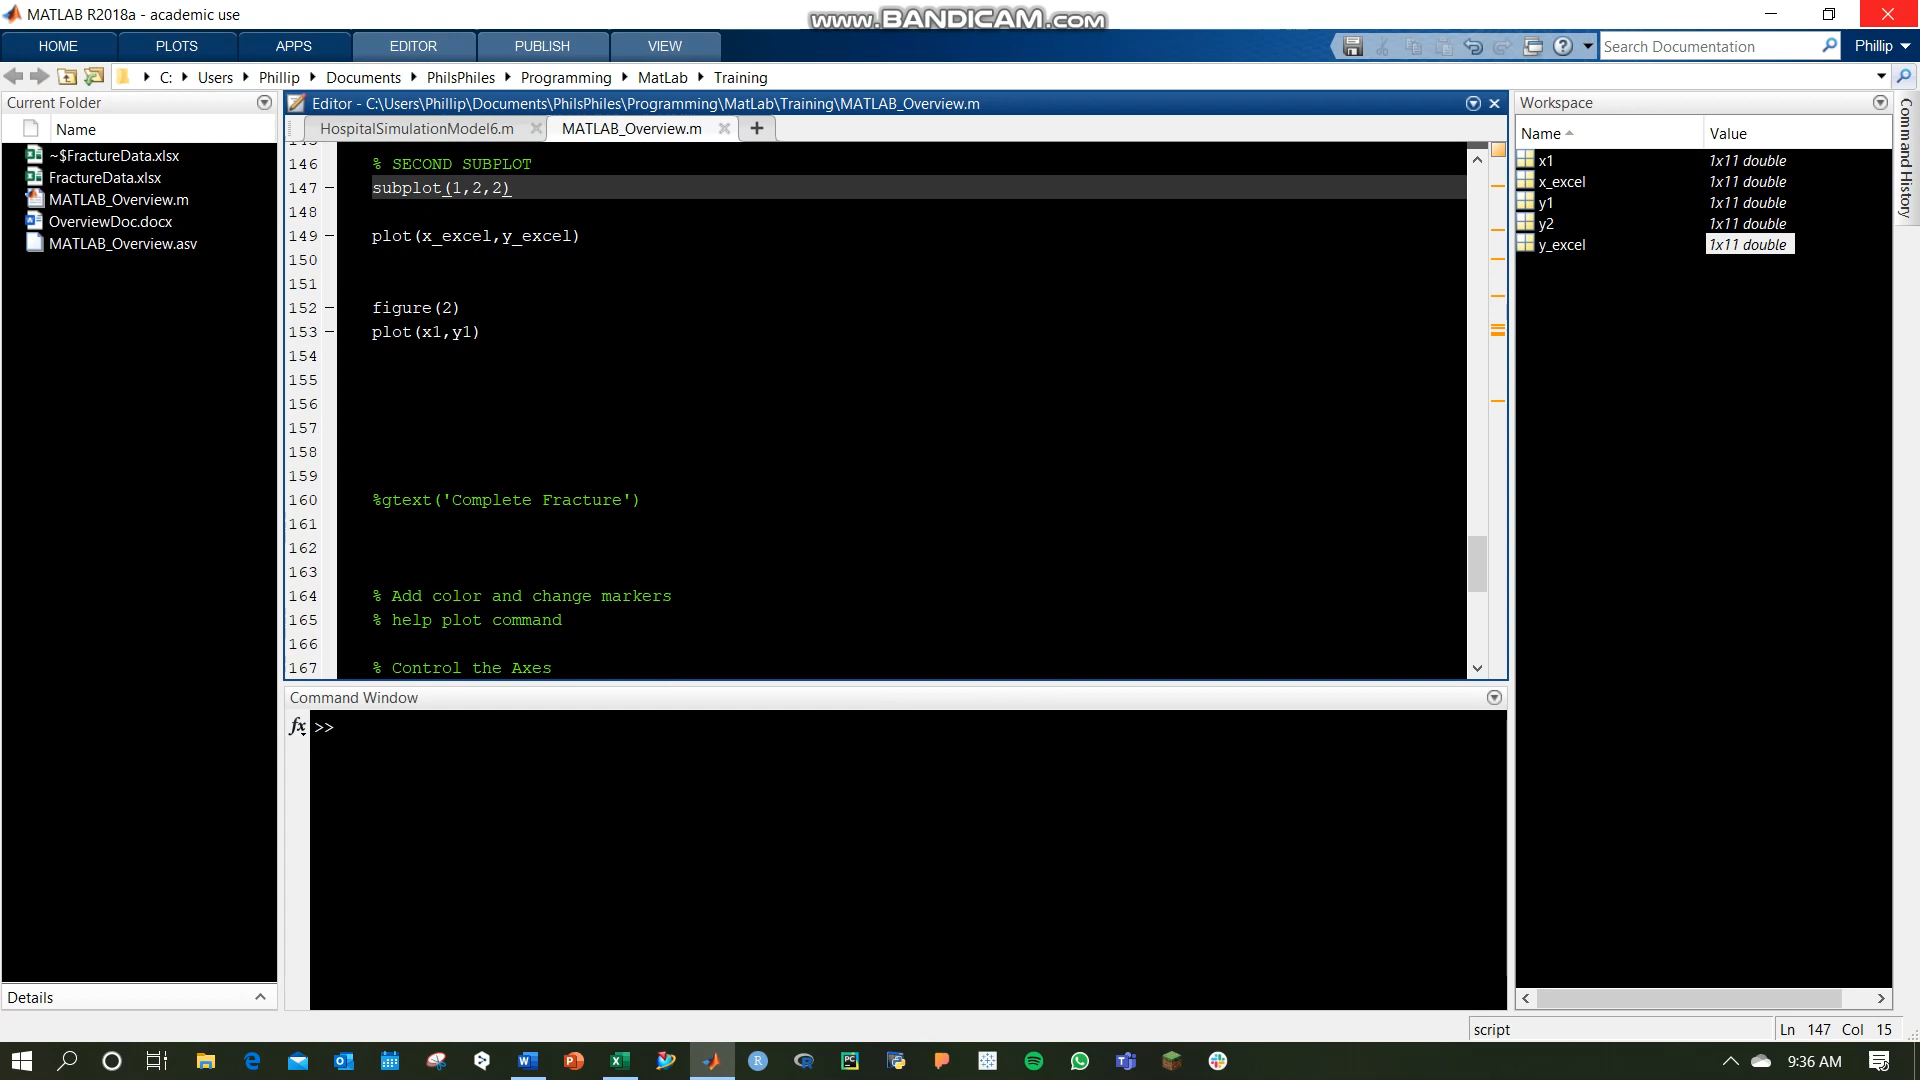 MATLAB R2018a - academic use
www.BANDICAM.com
HOME PLOTS APPS EDITOR PUBLISH VIEW
Search Documentation
Phillip
C: Users Phillip Documents PhilsPhiles Programming MatLab Training
Current Folder
Name
~$FractureData.xlsx
FractureData.xlsx
MATLAB_Overview.m
OverviewDoc.docx
MATLAB_Overview.asv
Details
Editor - C:\Users\Phillip\Documents\PhilsPhiles\Programming\MatLab\Training\MATLAB_Overview.m
HospitalSimulationModel6.m MATLAB_Overview.m
146 % SECOND SUBPLOT
147 – subplot(1,2,2)
148
149 – plot(x_excel,y_excel)
150
151
152 – figure(2)
153 – plot(x1,y1)
154
155
156
157
158
159
160 %gtext('Complete Fracture')
161
162
163
164 % Add color and change markers
165 % help plot command
166
167 % Control the Axes
Command Window
fx >>
Workspace
Name Value
x1 1x11 double
x_excel 1x11 double
y1 1x11 double
y2 1x11 double
y_excel 1x11 double
Command History
script
Ln 147 Col 15
9:36 AM